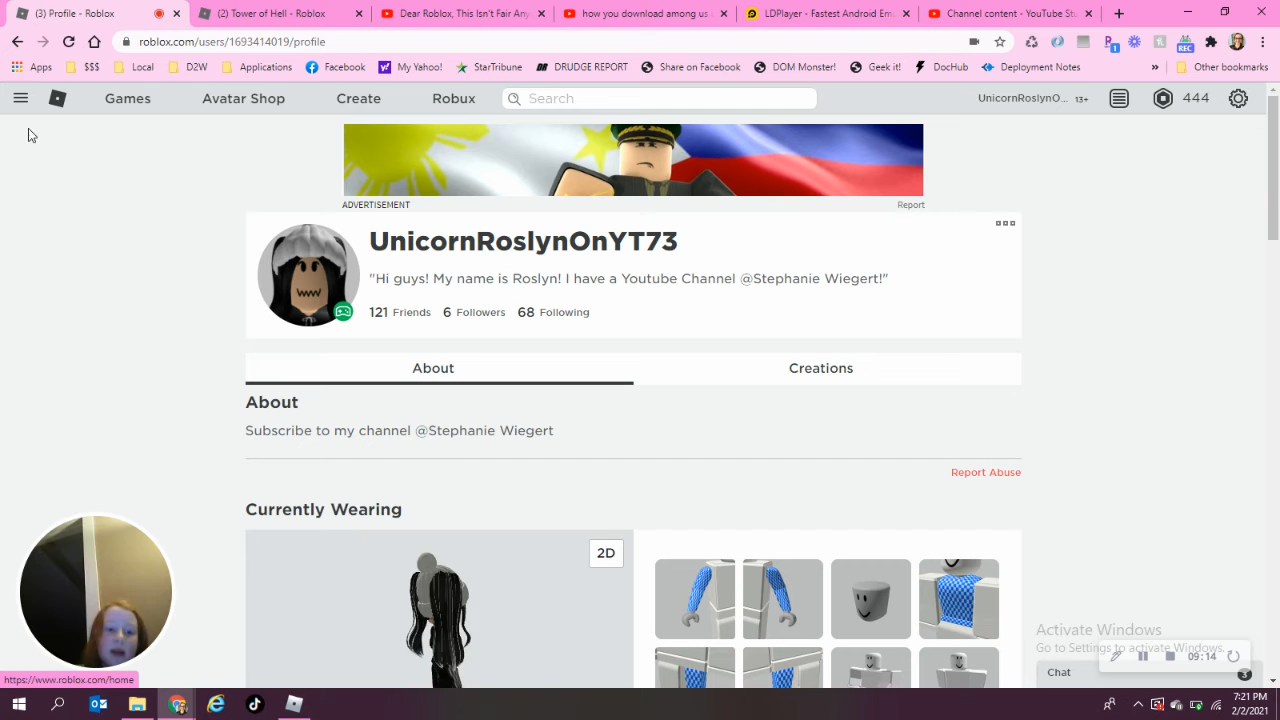 (3) Profile - Roblox
(2) Tower of Hell - Roblox
Dear Roblox, This Isn't Fair Any
how you download among us
LDPlayer - Fastest Android Em
Channel content - YouTube St
roblox.com/users/1693414019/profile
Apps
$$$
Local
D2W
Applications
Facebook
My Yahoo!
StarTribune
DRUDGE REPORT
Share on Facebook
DOM Monster!
Geek it!
DocHub
Deployment Notes
Other bookmarks
Games
Avatar Shop
Create
Robux
Search
UnicornRoslynO... 13+
444
ADVERTISEMENT
Report
UnicornRoslynOnYT73
"Hi guys! My name is Roslyn! I have a Youtube Channel @Stephanie Wiegert!"
121 Friends 6 Followers 68 Following
About
Creations
About
Subscribe to my channel @Stephanie Wiegert
Report Abuse
Currently Wearing
2D
Activate Windows
Go to Settings to activate Windows.
09:14
Chat
3
https://www.roblox.com/home
7:21 PM
2/2/2021